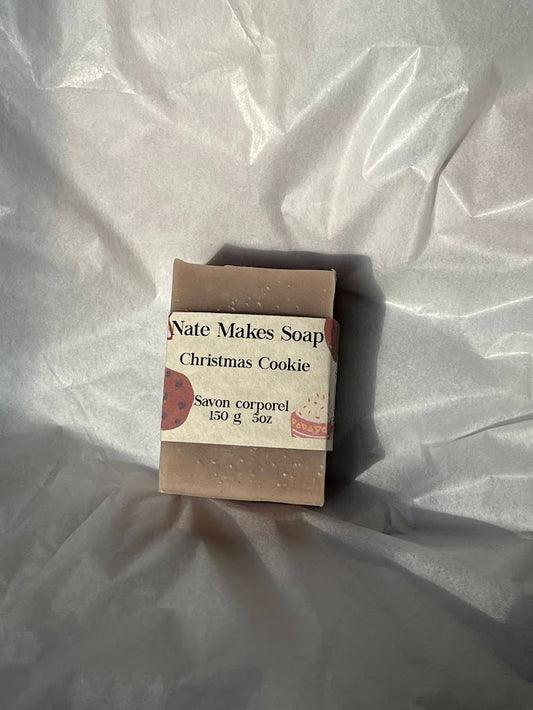 Nate Makes Soap
Christmas Cookie
Savon corporel
150 g 5oz